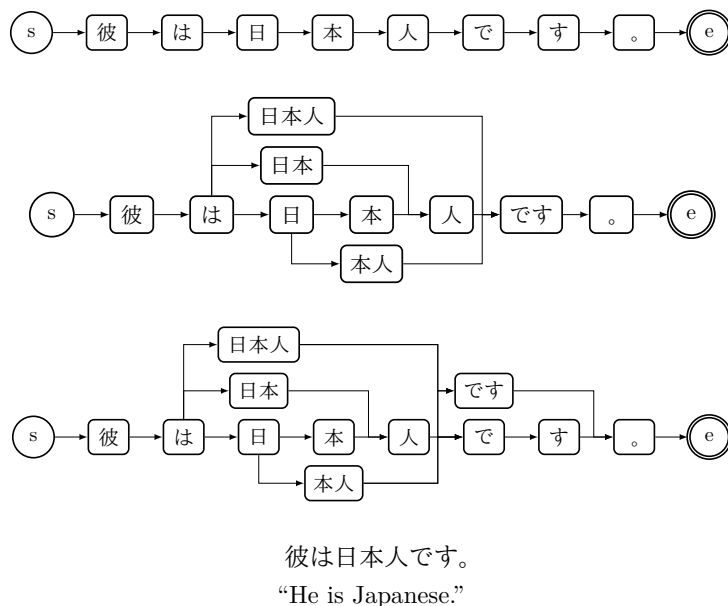 s 彼 は 日 本 人 で す 。 e
日本人
日本
s 彼 は 日 本 人 です 。 e
本人
日本人
日本 です
s 彼 は 日 本 人 で す 。 e
本人
彼は日本人です。
“He is Japanese.”